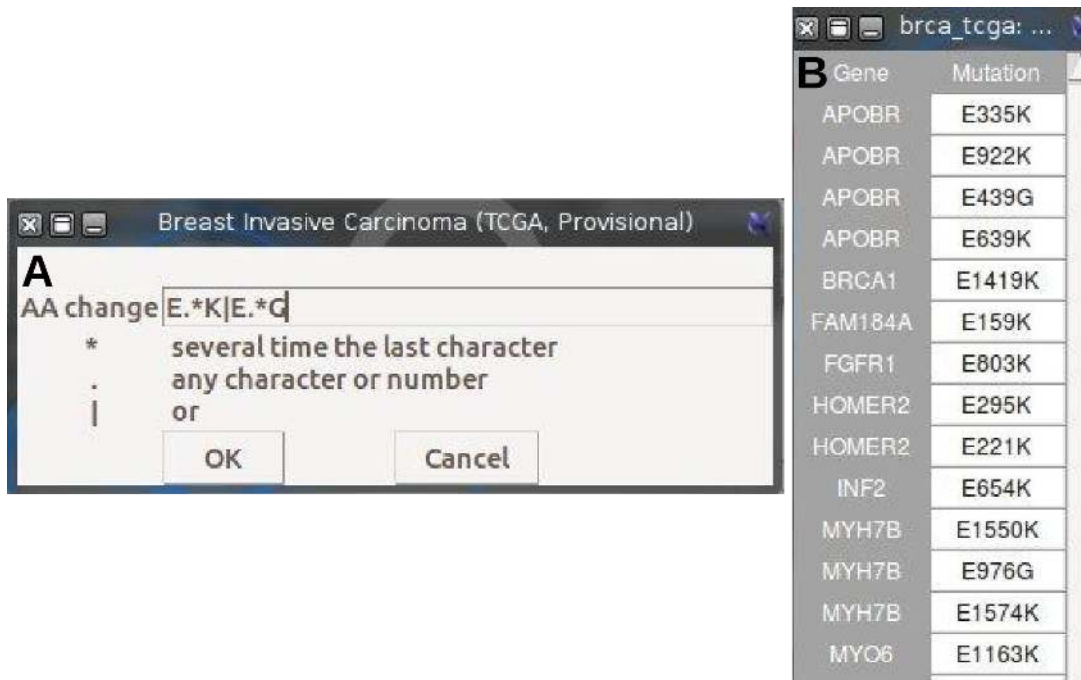 Breast Invasive Carcinoma (TCGA, Provisional)
A
AA change E.*K|E.*G
* several time the last character
. any character or number
| or
OK Cancel
brca_tcga: ...
B
Gene Mutation
APOBR E335K
APOBR E922K
APOBR E439G
APOBR E639K
BRCA1 E1419K
FAM184A E159K
FGFR1 E803K
HOMER2 E295K
HOMER2 E221K
INF2 E654K
MYH7B E1550K
MYH7B E976G
MYH7B E1574K
MYO6 E1163K